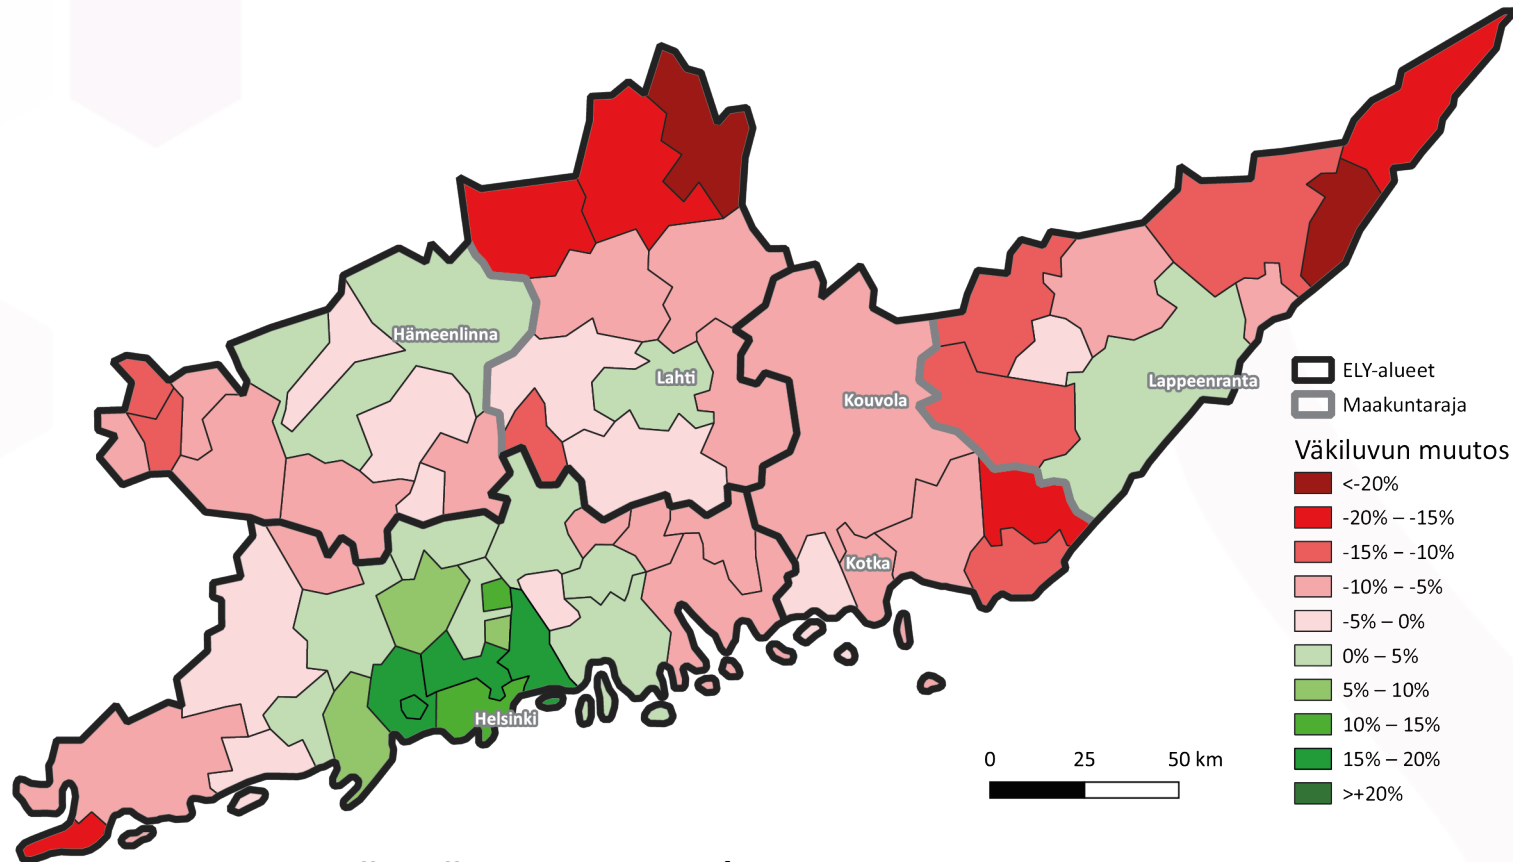 Hämeenlinna
Lahti
Kouvola
Lappeenranta
Kotka
Helsinki
ELY-alueet
Maakuntaraja
Väkiluvun muutos
<-20%
-20% – -15%
-15% – -10%
-10% – -5%
-5% – 0%
0% – 5%
5% – 10%
10% – 15%
15% – 20%
>+20%
0 25 50 km